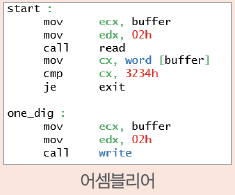 start :
mov ecx, buffer
mov edx, 02h
call read
mov cx, word [buffer]
cmp cx, 3234h
je exit
one_dig :
mov ecx, buffer
mov edx, 02h
call write
어셈블리어